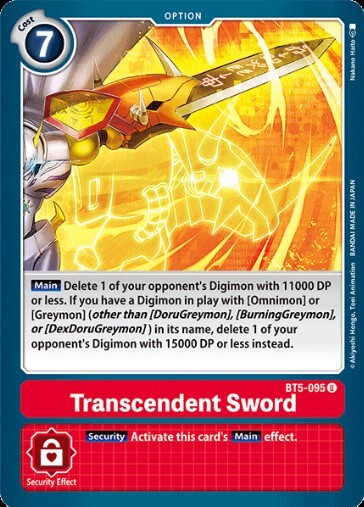 OPTION
Cost
7
Nakano Haito
Main Delete 1 of your opponent's Digimon with 11000 DP
or less. If you have a Digimon in play with [Omnimon] or
[Greymon] (other than [DoruGreymon], [BurningGreymon],
or [DexDoruGreymon] ) in its name, delete 1 of your
opponent's Digimon with 15000 DP or less instead.
©Akiyoshi Hongo, Toei Animation BANDAI MADE IN JAPAN
BT5-095 U
Transcendent Sword
Security Activate this card's Main effect.
Security Effect